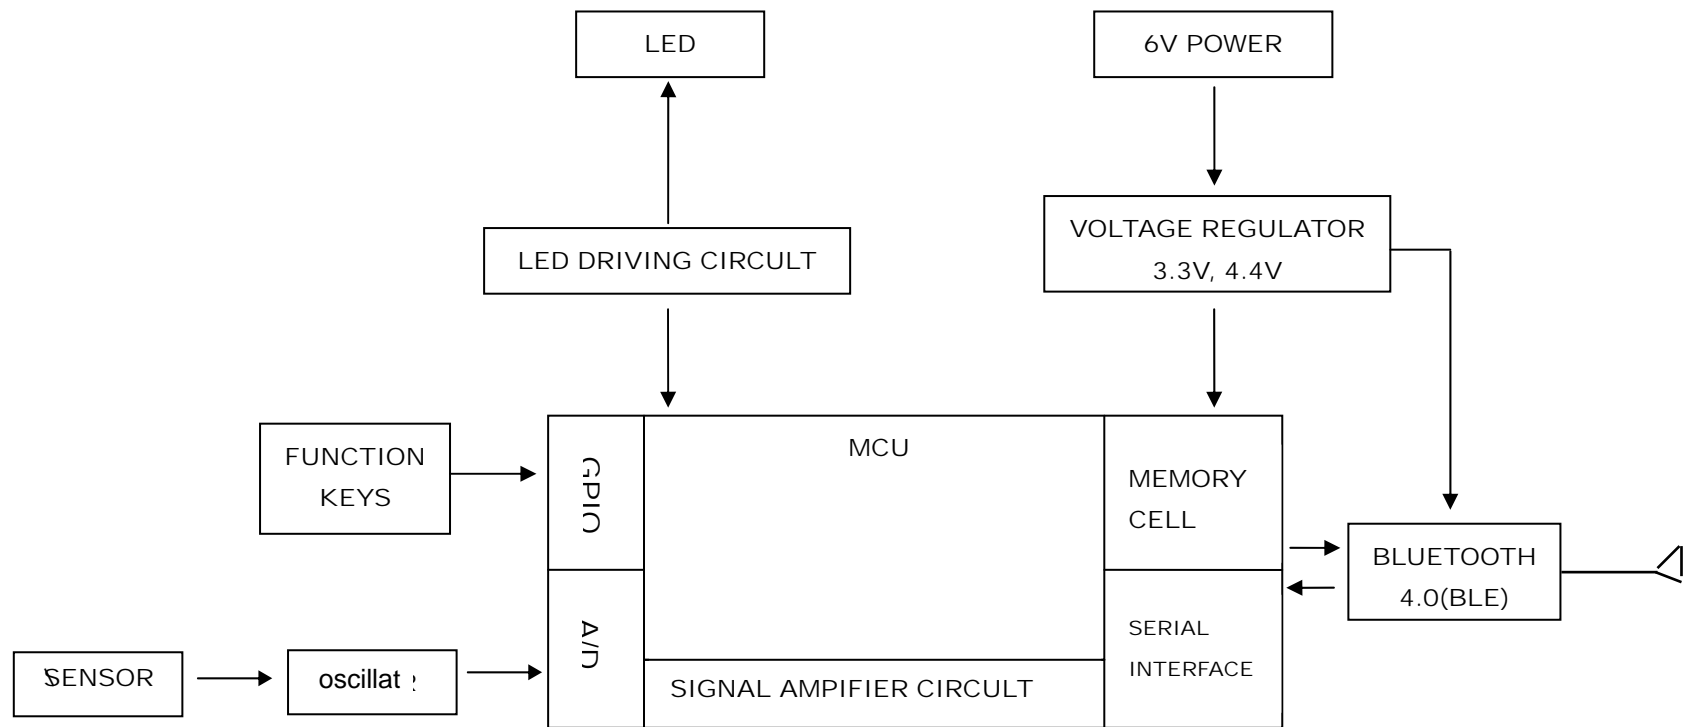 LED
6V POWER
LED DRIVING CIRCULT
VOLTAGE REGULATOR
3.3V, 4.4V
FUNCTION
KEYS
GPIO
MCU
MEMORY
CELL
BLUETOOTH
4.0(BLE)
A/D
SERIAL
INTERFACE
SENSOR
SIGNAL AMPIFIER CIRCULT